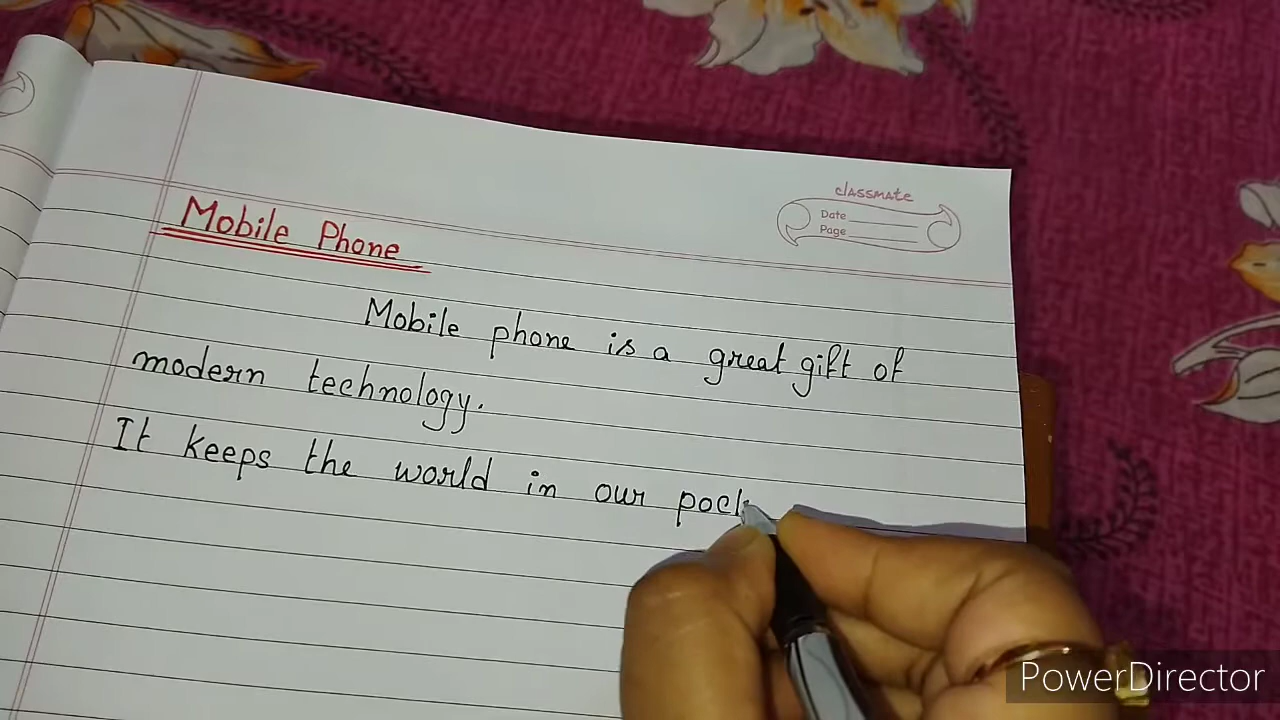 classmate
Date
Page
Mobile Phone
Mobile phone is a great gift of
modern technology.
It keeps the world in our pock
PowerDirector